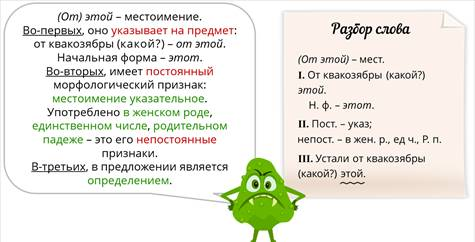 (От) этой – местоимение.
Во-первых, оно указывает на предмет:
от квакозябры (какой?) – от этой.
Начальная форма – этот.
Во-вторых, имеет постоянный
морфологический признак:
местоимение указательное.
Употреблено в женском роде,
единственном числе, родительном
падеже – это его непостоянные
признаки.
В-третьих, в предложении является
определением.
Разбор слова
(От этой) – мест.
I. От квакозябры (какой?)
этой.
Н. ф. – этот.
II. Пост. – указ;
непост. – в жен. р., ед ч., Р. п.
III. Устали от квакозябры
(какой?) этой.